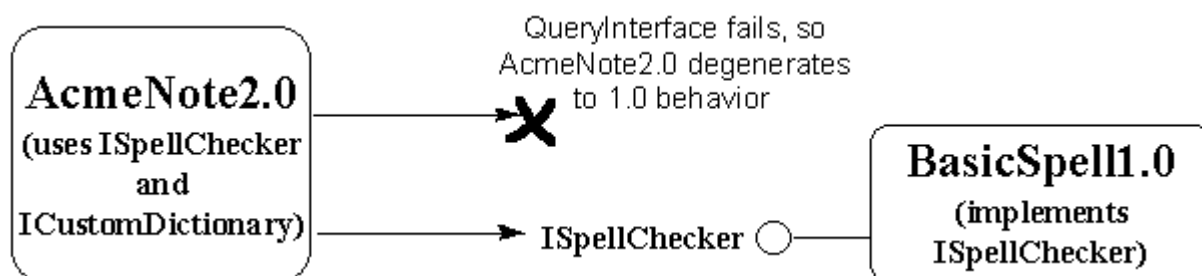 AcmeNote2.0
(uses ISpellChecker
and
ICustomDictionary)
QueryInterface fails, so
AcmeNote2.0 degenerates
to 1.0 behavior
ISpellChecker
BasicSpell1.0
(implements
ISpellChecker)